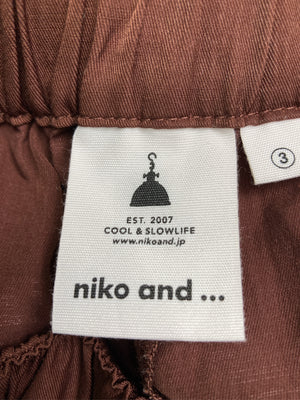 EST. 2007
COOL & SLOWLIFE
www.nikoand.jp
niko and ...
3